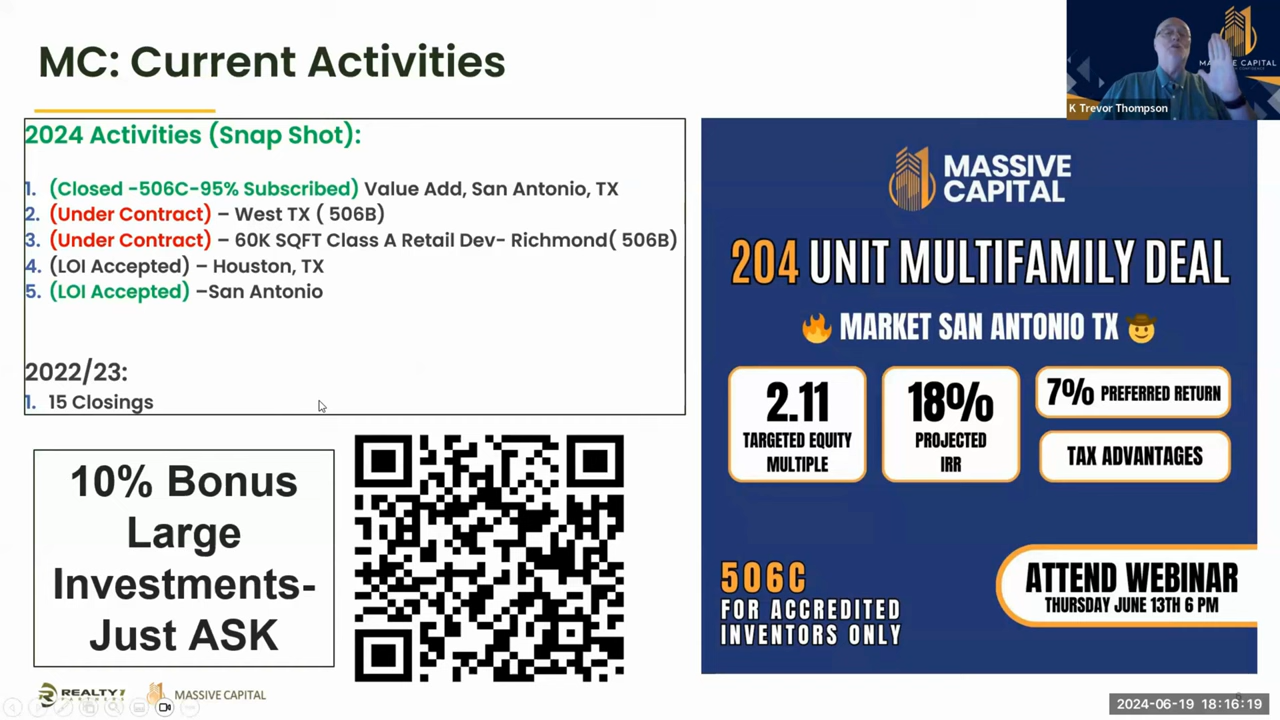 MC: Current Activities
2024 Activities (Snap Shot):
1. (Closed -506C-95% Subscribed) Value Add, San Antonio, TX
2. (Under Contract) – West TX ( 506B)
3. (Under Contract) – 60K SQFT Class A Retail Dev- Richmond( 506B)
4. (LOI Accepted) – Houston, TX
5. (LOI Accepted) –San Antonio
2022/23:
1. 15 Closings
10% Bonus
Large
Investments-
Just ASK
REALTY
MASSIVE CAPITAL
MASSIVE CAPITAL
K Trevor Thompson
MASSIVE
CAPITAL
204 UNIT MULTIFAMILY DEAL
🔥 MARKET SAN ANTONIO TX 🤠
2.11
TARGETED EQUITY
MULTIPLE
18%
PROJECTED
IRR
7% PREFERRED RETURN
TAX ADVANTAGES
506C
FOR ACCREDITED
INVENTORS ONLY
ATTEND WEBINAR
THURSDAY JUNE 13TH 6 PM
2024-06-19 18:16:19